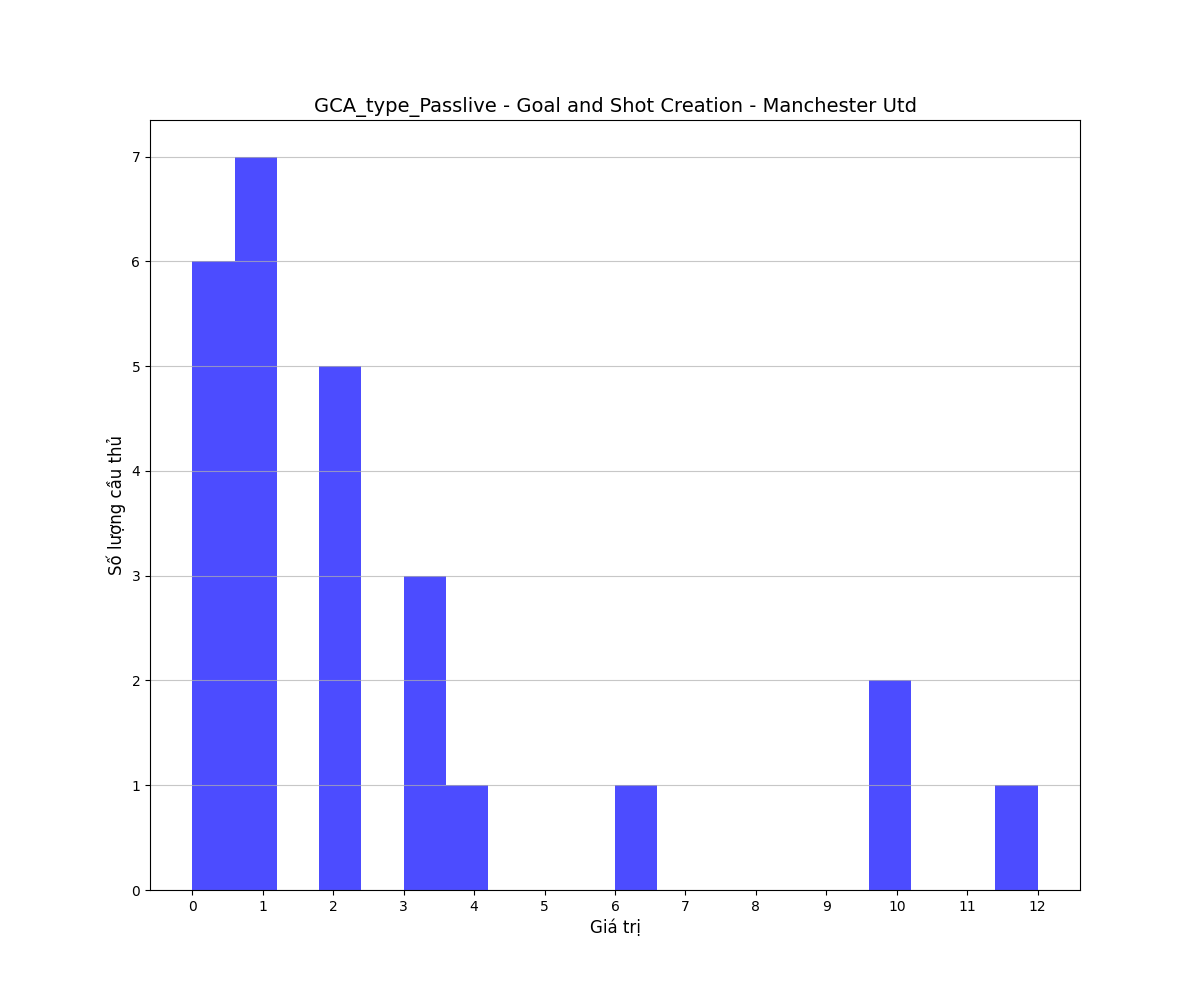 GCA_type_Passlive - Goal and Shot Creation - Manchester Utd
7
6
5
4
3
2
1
0
Số lượng cầu thủ
0 1 2 3 4 5 6 7 8 9 10 11 12
Giá trị